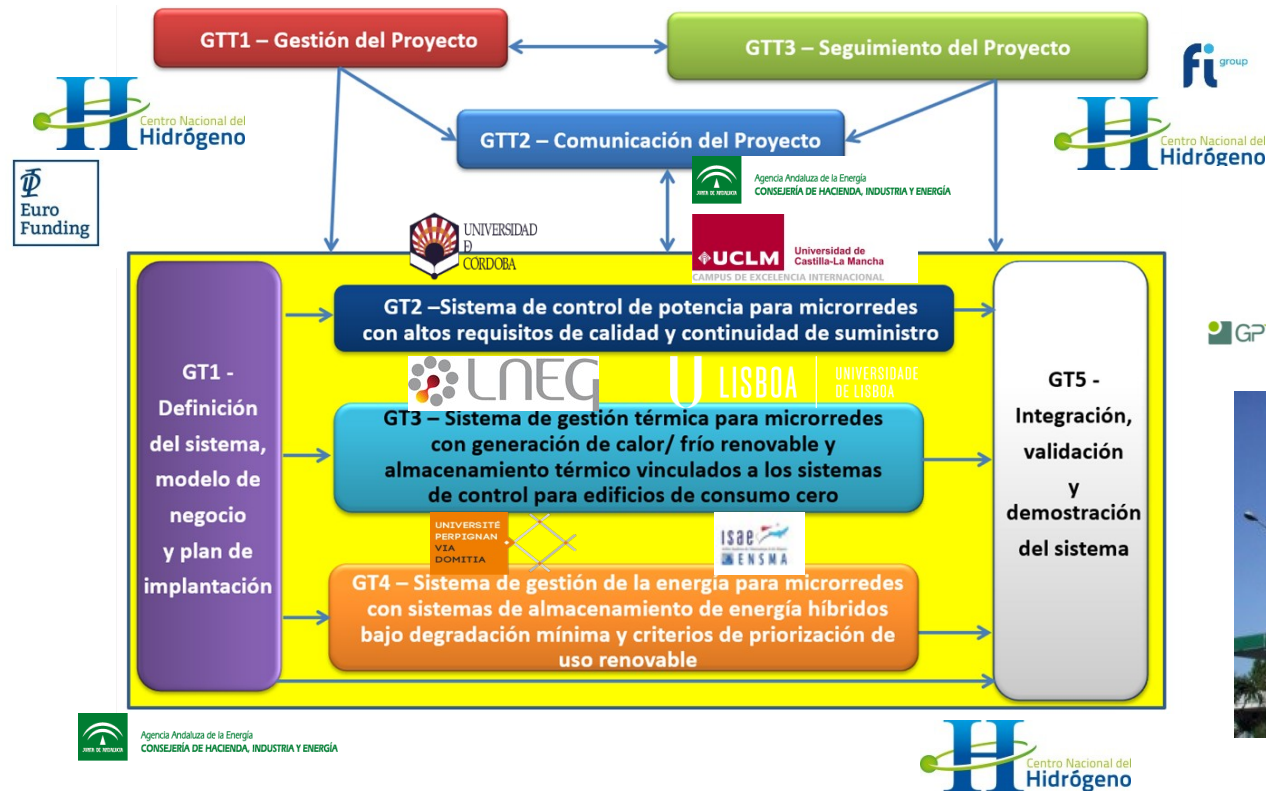 GTT1 – Gestión del Proyecto
GTT3 – Seguimiento del Proyecto
fi group
Centro Nacional del
Hidrógeno
GTT2 – Comunicación del Proyecto
Centro Nacional del
Hidrógeno
Euro
Funding
JUNTA DE ANDALUCIA
Agencia Andaluza de la Energía
CONSEJERÍA DE HACIENDA, INDUSTRIA Y ENERGÍA
UNIVERSIDAD
DE
CÓRDOBA
UCLM
Universidad de
Castilla-La Mancha
CAMPUS DE EXCELENCIA INTERNACIONAL
GT2 –Sistema de control de potencia para microrredes
con altos requisitos de calidad y continuidad de suministro
GT1 -
Definición
del sistema,
modelo de
negocio
y plan de
implantación
LNEG
U LISBOA
UNIVERSIDADE
DE LISBOA
GT3 – Sistema de gestión térmica para microrredes
con generación de calor/ frío renovable y
almacenamiento térmico vinculados a los sistemas
de control para edificios de consumo cero
UNIVERSITÉ
PERPIGNAN
VIA
DOMITIA
isae
ENSMA
GT4 – Sistema de gestión de la energía para microrredes
con sistemas de almacenamiento de energía híbridos
bajo degradación mínima y criterios de priorización de
uso renovable
GT5 -
Integración,
validación
y
demostración
del sistema
GP
JUNTA DE ANDALUCIA
Agencia Andaluza de la Energía
CONSEJERÍA DE HACIENDA, INDUSTRIA Y ENERGÍA
Centro Nacional del
Hidrógeno